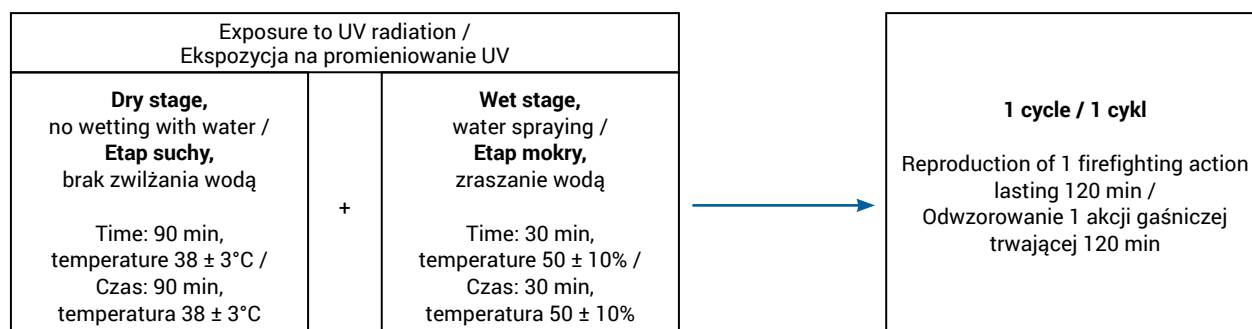 Exposure to UV radiation /
Ekspozycja na promieniowanie UV
Dry stage,
no wetting with water /
Etap suchy,
brak zwilżania wodą
Time: 90 min,
temperature 38 ± 3°C /
Czas: 90 min,
temperatura 38 ± 3°C
+
Wet stage,
water spraying /
Etap mokry,
zraszanie wodą
Time: 30 min,
temperature 50 ± 10% /
Czas: 30 min,
temperatura 50 ± 10%
1 cycle / 1 cykl
Reproduction of 1 firefighting action
lasting 120 min /
Odwzorowanie 1 akcji gaśniczej
trwającej 120 min